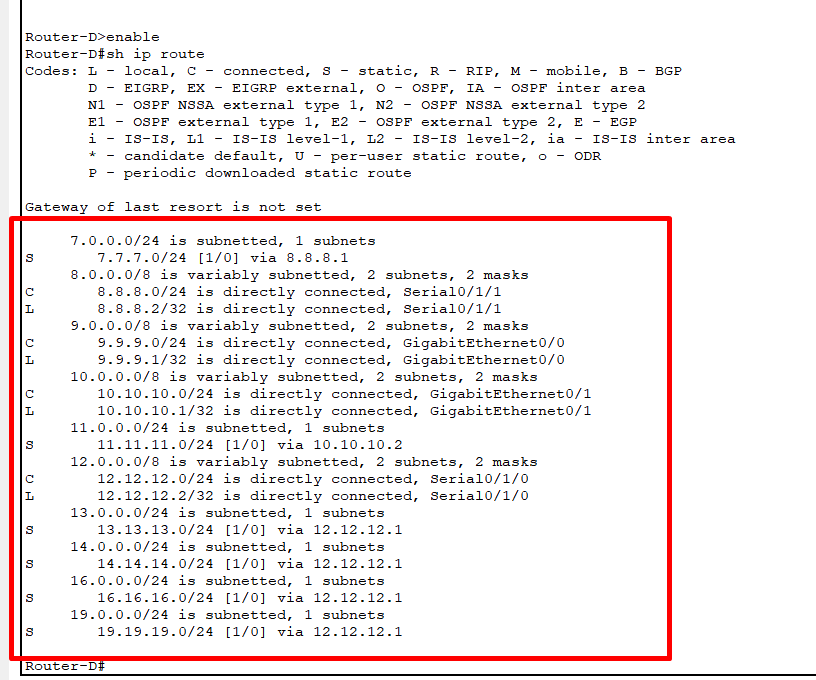 Router-D>enable
Router-D#sh ip route
Codes: L - local, C - connected, S - static, R - RIP, M - mobile, B - BGP
       D - EIGRP, EX - EIGRP external, O - OSPF, IA - OSPF inter area
       N1 - OSPF NSSA external type 1, N2 - OSPF NSSA external type 2
       E1 - OSPF external type 1, E2 - OSPF external type 2, E - EGP
       i - IS-IS, L1 - IS-IS level-1, L2 - IS-IS level-2, ia - IS-IS inter area
       * - candidate default, U - per-user static route, o - ODR
       P - periodic downloaded static route
Gateway of last resort is not set
     7.0.0.0/24 is subnetted, 1 subnets
S       7.7.7.0/24 [1/0] via 8.8.8.1
     8.0.0.0/8 is variably subnetted, 2 subnets, 2 masks
C       8.8.8.0/24 is directly connected, Serial0/1/1
L       8.8.8.2/32 is directly connected, Serial0/1/1
     9.0.0.0/8 is variably subnetted, 2 subnets, 2 masks
C       9.9.9.0/24 is directly connected, GigabitEthernet0/0
L       9.9.9.1/32 is directly connected, GigabitEthernet0/0
     10.0.0.0/8 is variably subnetted, 2 subnets, 2 masks
C       10.10.10.0/24 is directly connected, GigabitEthernet0/1
L       10.10.10.1/32 is directly connected, GigabitEthernet0/1
     11.0.0.0/24 is subnetted, 1 subnets
S       11.11.11.0/24 [1/0] via 10.10.10.2
     12.0.0.0/8 is variably subnetted, 2 subnets, 2 masks
C       12.12.12.0/24 is directly connected, Serial0/1/0
L       12.12.12.2/32 is directly connected, Serial0/1/0
     13.0.0.0/24 is subnetted, 1 subnets
S       13.13.13.0/24 [1/0] via 12.12.12.1
     14.0.0.0/24 is subnetted, 1 subnets
S       14.14.14.0/24 [1/0] via 12.12.12.1
     16.0.0.0/24 is subnetted, 1 subnets
S       16.16.16.0/24 [1/0] via 12.12.12.1
     19.0.0.0/24 is subnetted, 1 subnets
S       19.19.19.0/24 [1/0] via 12.12.12.1
Router-D#